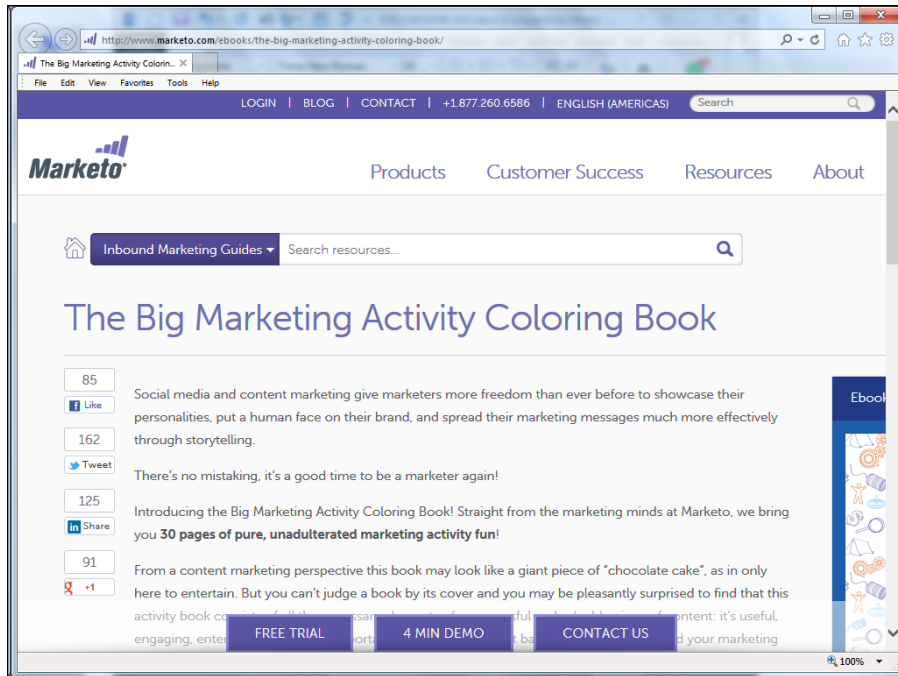 http://www.marketo.com/ebooks/the-big-marketing-activity-coloring-book/
The Big Marketing Activity Colorin...
File Edit View Favorites Tools Help
LOGIN | BLOG | CONTACT | +1.877.260.6586 | ENGLISH (AMERICAS) Search
Marketo
Products Customer Success Resources About
Inbound Marketing Guides Search resources...
The Big Marketing Activity Coloring Book
85
Like
162
Tweet
125
in Share
91
+1
Social media and content marketing give marketers more freedom than ever before to showcase their
personalities, put a human face on their brand, and spread their marketing messages much more effectively
through storytelling.
There's no mistaking, it's a good time to be a marketer again!
Introducing the Big Marketing Activity Coloring Book! Straight from the marketing minds at Marketo, we bring
you 30 pages of pure, unadulterated marketing activity fun!
From a content marketing perspective this book may look like a giant piece of "chocolate cake", as in only
here to entertain. But you can't judge a book by its cover and you may be pleasantly surprised to find that this
activity book
content: it's useful,
engaging,
your marketing
Eboo
FREE TRIAL 4 MIN DEMO CONTACT US
100%